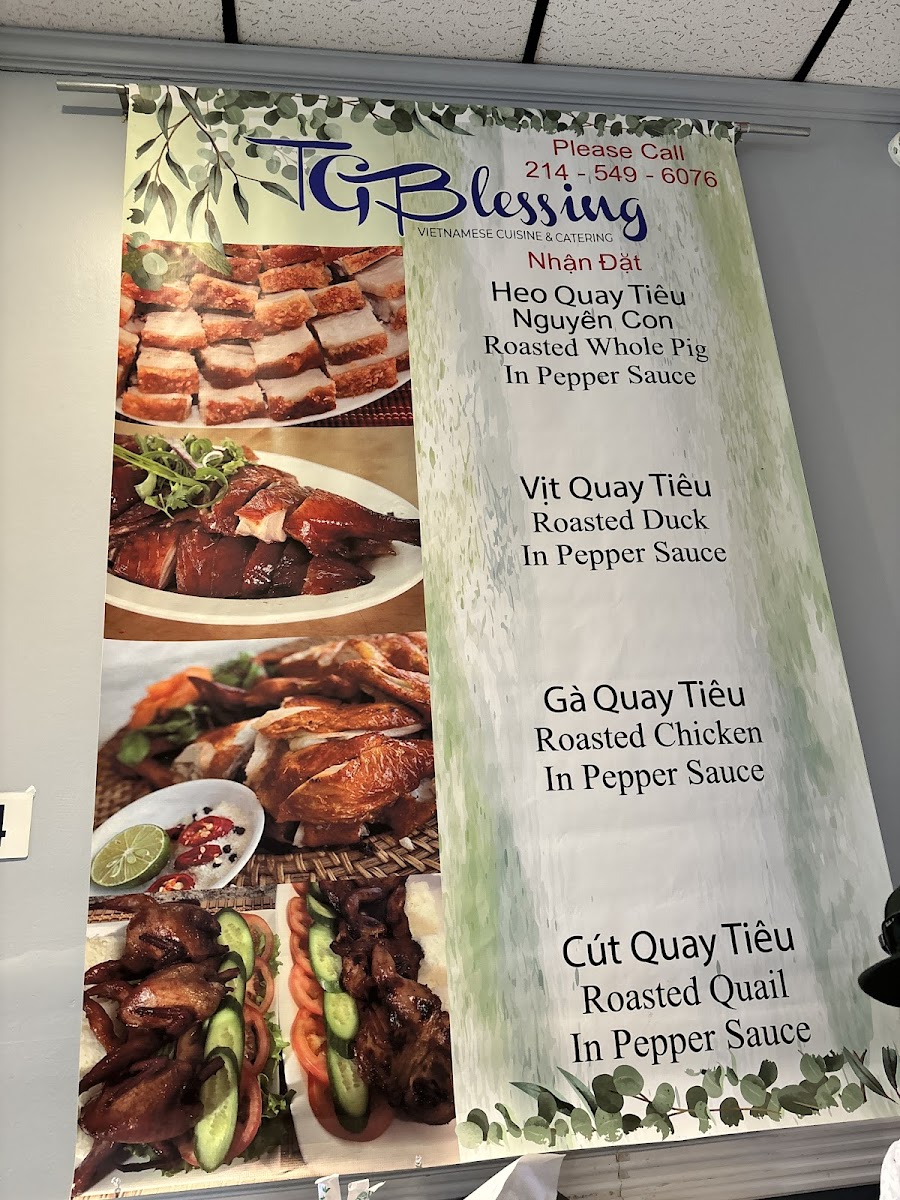 Please Call
214 - 549 - 6076
TG Blessing
VIETNAMESE CUISINE & CATERING
Nhận Đặt
Heo Quay Tiêu
Nguyên Con
Roasted Whole Pig
In Pepper Sauce
Vịt Quay Tiêu
Roasted Duck
In Pepper Sauce
Gà Quay Tiêu
Roasted Chicken
In Pepper Sauce
Cút Quay Tiêu
Roasted Quail
In Pepper Sauce